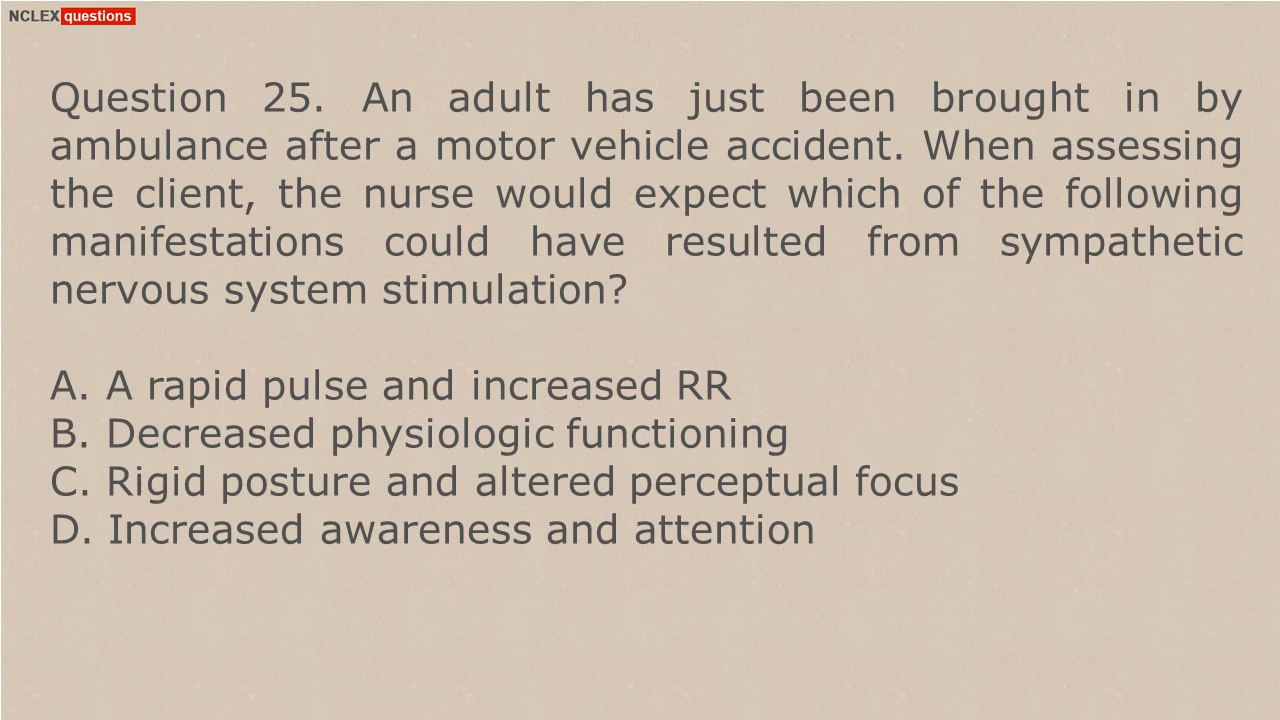 NCLEX questions
Question 25. An adult has just been brought in by
ambulance after a motor vehicle accident. When assessing
the client, the nurse would expect which of the following
manifestations could have resulted from sympathetic
nervous system stimulation?
A. A rapid pulse and increased RR
B. Decreased physiologic functioning
C. Rigid posture and altered perceptual focus
D. Increased awareness and attention